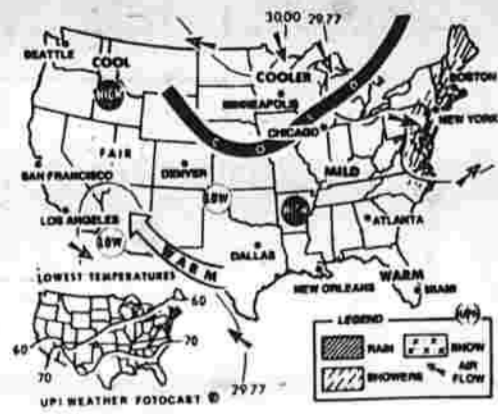 30.00 29.77
SEATTLE
COOL
HIGH
COOLER
MINNEAPOLIS
BOSTON
NEW YORK
CHICAGO
COLD
FAIR
MILD
SAN FRANCISCO
DENVER
LOW
HIGH
LOS ANGELES
LOW
ATLANTA
WARM
DALLAS
NEW ORLEANS
WARM
MIAMI
LOWEST TEMPERATURES
60
60
70
70
29.77
LEGEND
RAIN
SNOW
SHOWERS
AIR
FLOW
UPI WEATHER FOTOCAST ©